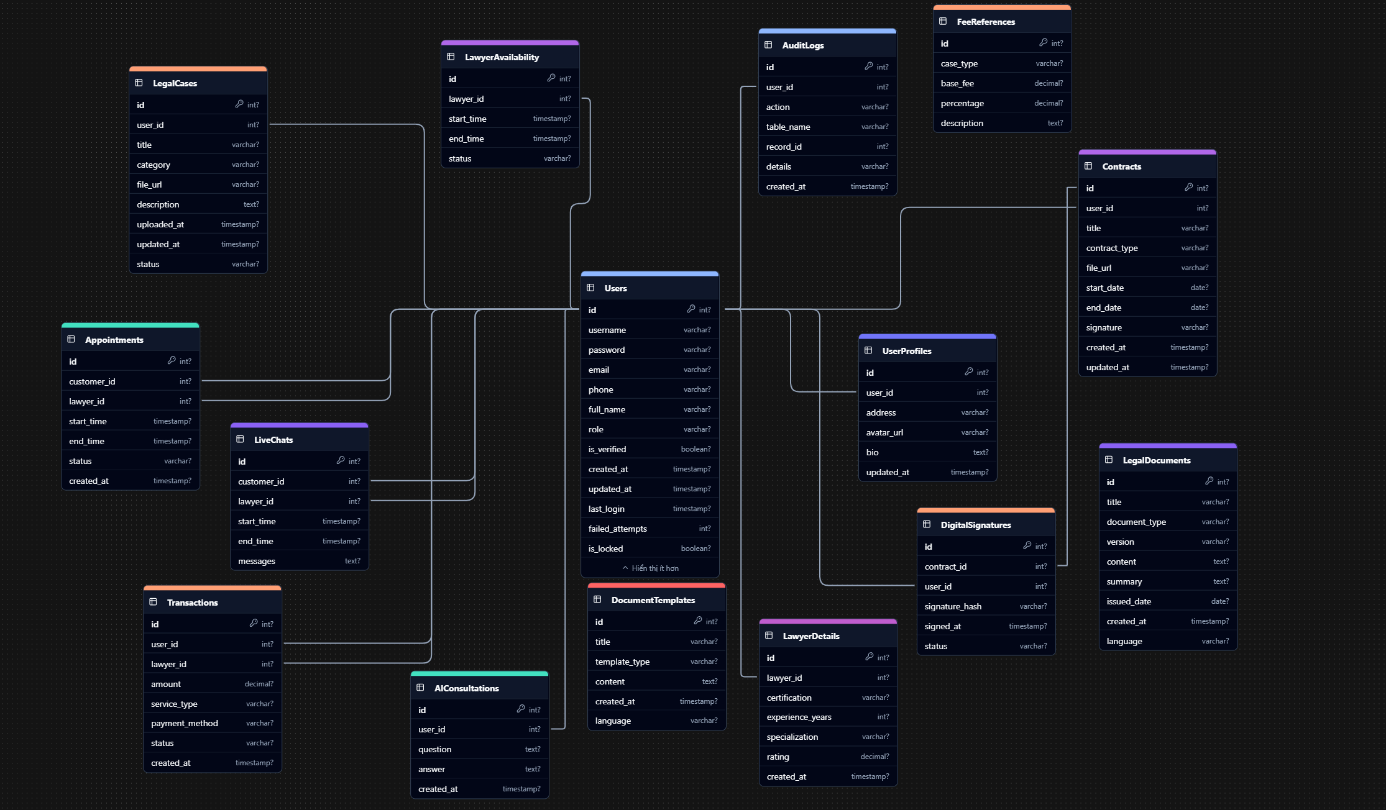 LegalCases
id int?
user_id int?
title varchar?
category varchar?
file_url varchar?
description text?
uploaded_at timestamp?
updated_at timestamp?
status varchar?
LawyerAvailability
id int?
lawyer_id int?
start_time timestamp?
end_time timestamp?
status varchar?
AuditLogs
id int?
user_id int?
action varchar?
table_name varchar?
record_id int?
details varchar?
created_at timestamp?
FeeReferences
id int?
case_type varchar?
base_fee decimal?
percentage decimal?
description text?
Contracts
id int?
user_id int?
title varchar?
contract_type varchar?
file_url varchar?
start_date date?
end_date date?
signature varchar?
created_at timestamp?
updated_at timestamp?
Users
id int?
username varchar?
password varchar?
email varchar?
phone varchar?
full_name varchar?
role varchar?
is_verified boolean?
created_at timestamp?
updated_at timestamp?
last_login timestamp?
failed_attempts int?
is_locked boolean?
Hiển thị ít hơn
Appointments
id int?
customer_id int?
lawyer_id int?
start_time timestamp?
end_time timestamp?
status varchar?
created_at timestamp?
UserProfiles
id int?
user_id int?
address varchar?
avatar_url varchar?
bio text?
updated_at timestamp?
LiveChats
id int?
customer_id int?
lawyer_id int?
start_time timestamp?
end_time timestamp?
messages text?
LegalDocuments
id int?
title varchar?
document_type varchar?
version varchar?
content text?
summary text?
issued_date date?
created_at timestamp?
language varchar?
DigitalSignatures
id int?
contract_id int?
user_id int?
signature_hash varchar?
signed_at timestamp?
status varchar?
Transactions
id int?
user_id int?
lawyer_id int?
amount decimal?
service_type varchar?
payment_method varchar?
status varchar?
created_at timestamp?
DocumentTemplates
id int?
title varchar?
template_type varchar?
content text?
created_at timestamp?
language varchar?
LawyerDetails
id int?
lawyer_id int?
certification varchar?
experience_years int?
specialization varchar?
rating decimal?
created_at timestamp?
AIConsultations
id int?
user_id int?
question text?
answer text?
created_at timestamp?